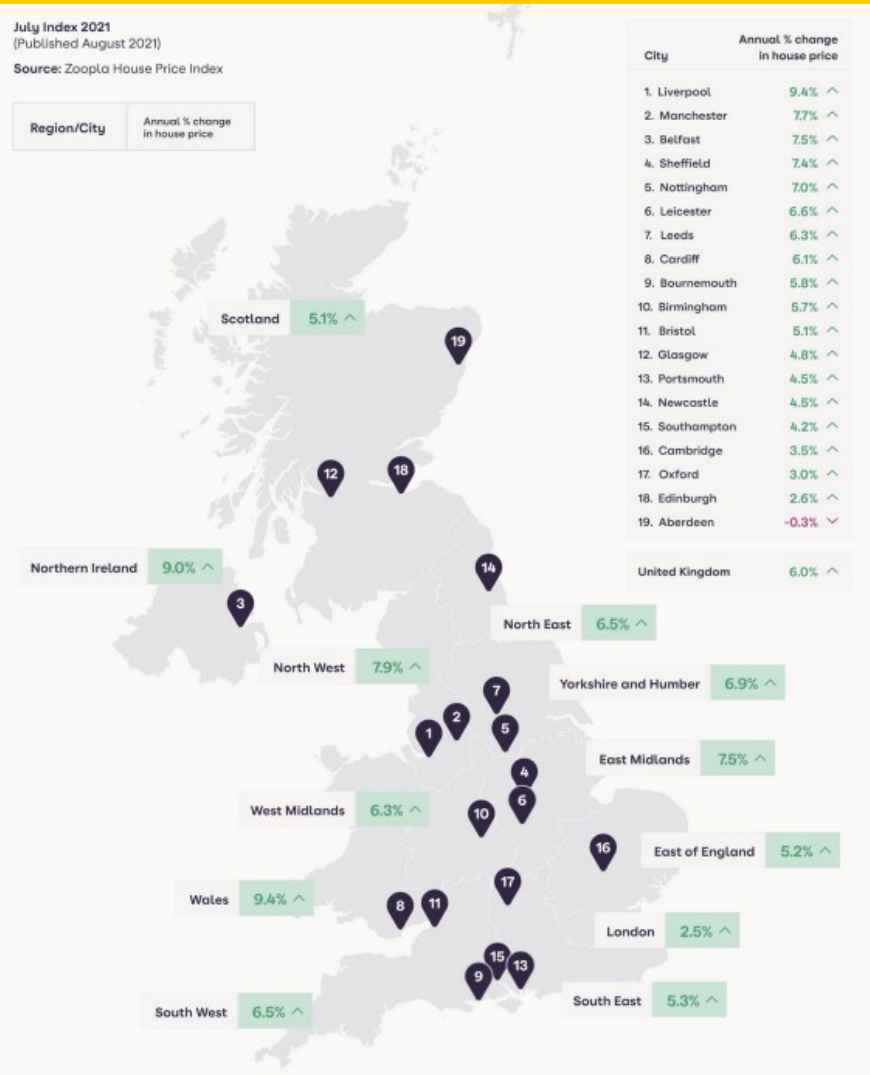 July Index 2021
(Published August 2021)
Source: Zoopla House Price Index
Region/City
Annual % change
in house price
City
Annual % change
in house price
1. Liverpool 9.4%
2. Manchester 7.7%
3. Belfast 7.5%
4. Sheffield 7.4%
5. Nottingham 7.0%
6. Leicester 6.6%
7. Leeds 6.3%
8. Cardiff 6.1%
9. Bournemouth 5.8%
10. Birmingham 5.7%
11. Bristol 5.1%
12. Glasgow 4.8%
13. Portsmouth 4.5%
14. Newcastle 4.5%
15. Southampton 4.2%
16. Cambridge 3.5%
17. Oxford 3.0%
18. Edinburgh 2.6%
19. Aberdeen -0.3%
United Kingdom 6.0%
Scotland 5.1%
19
12
18
Northern Ireland 9.0%
14
3
North East 6.5%
North West 7.9%
Yorkshire and Humber 6.9%
7
2
1
5
East Midlands 7.5%
4
6
West Midlands 6.3%
10
16
East of England 5.2%
17
Wales 9.4%
8
11
London 2.5%
15
13
9
South East 5.3%
South West 6.5%